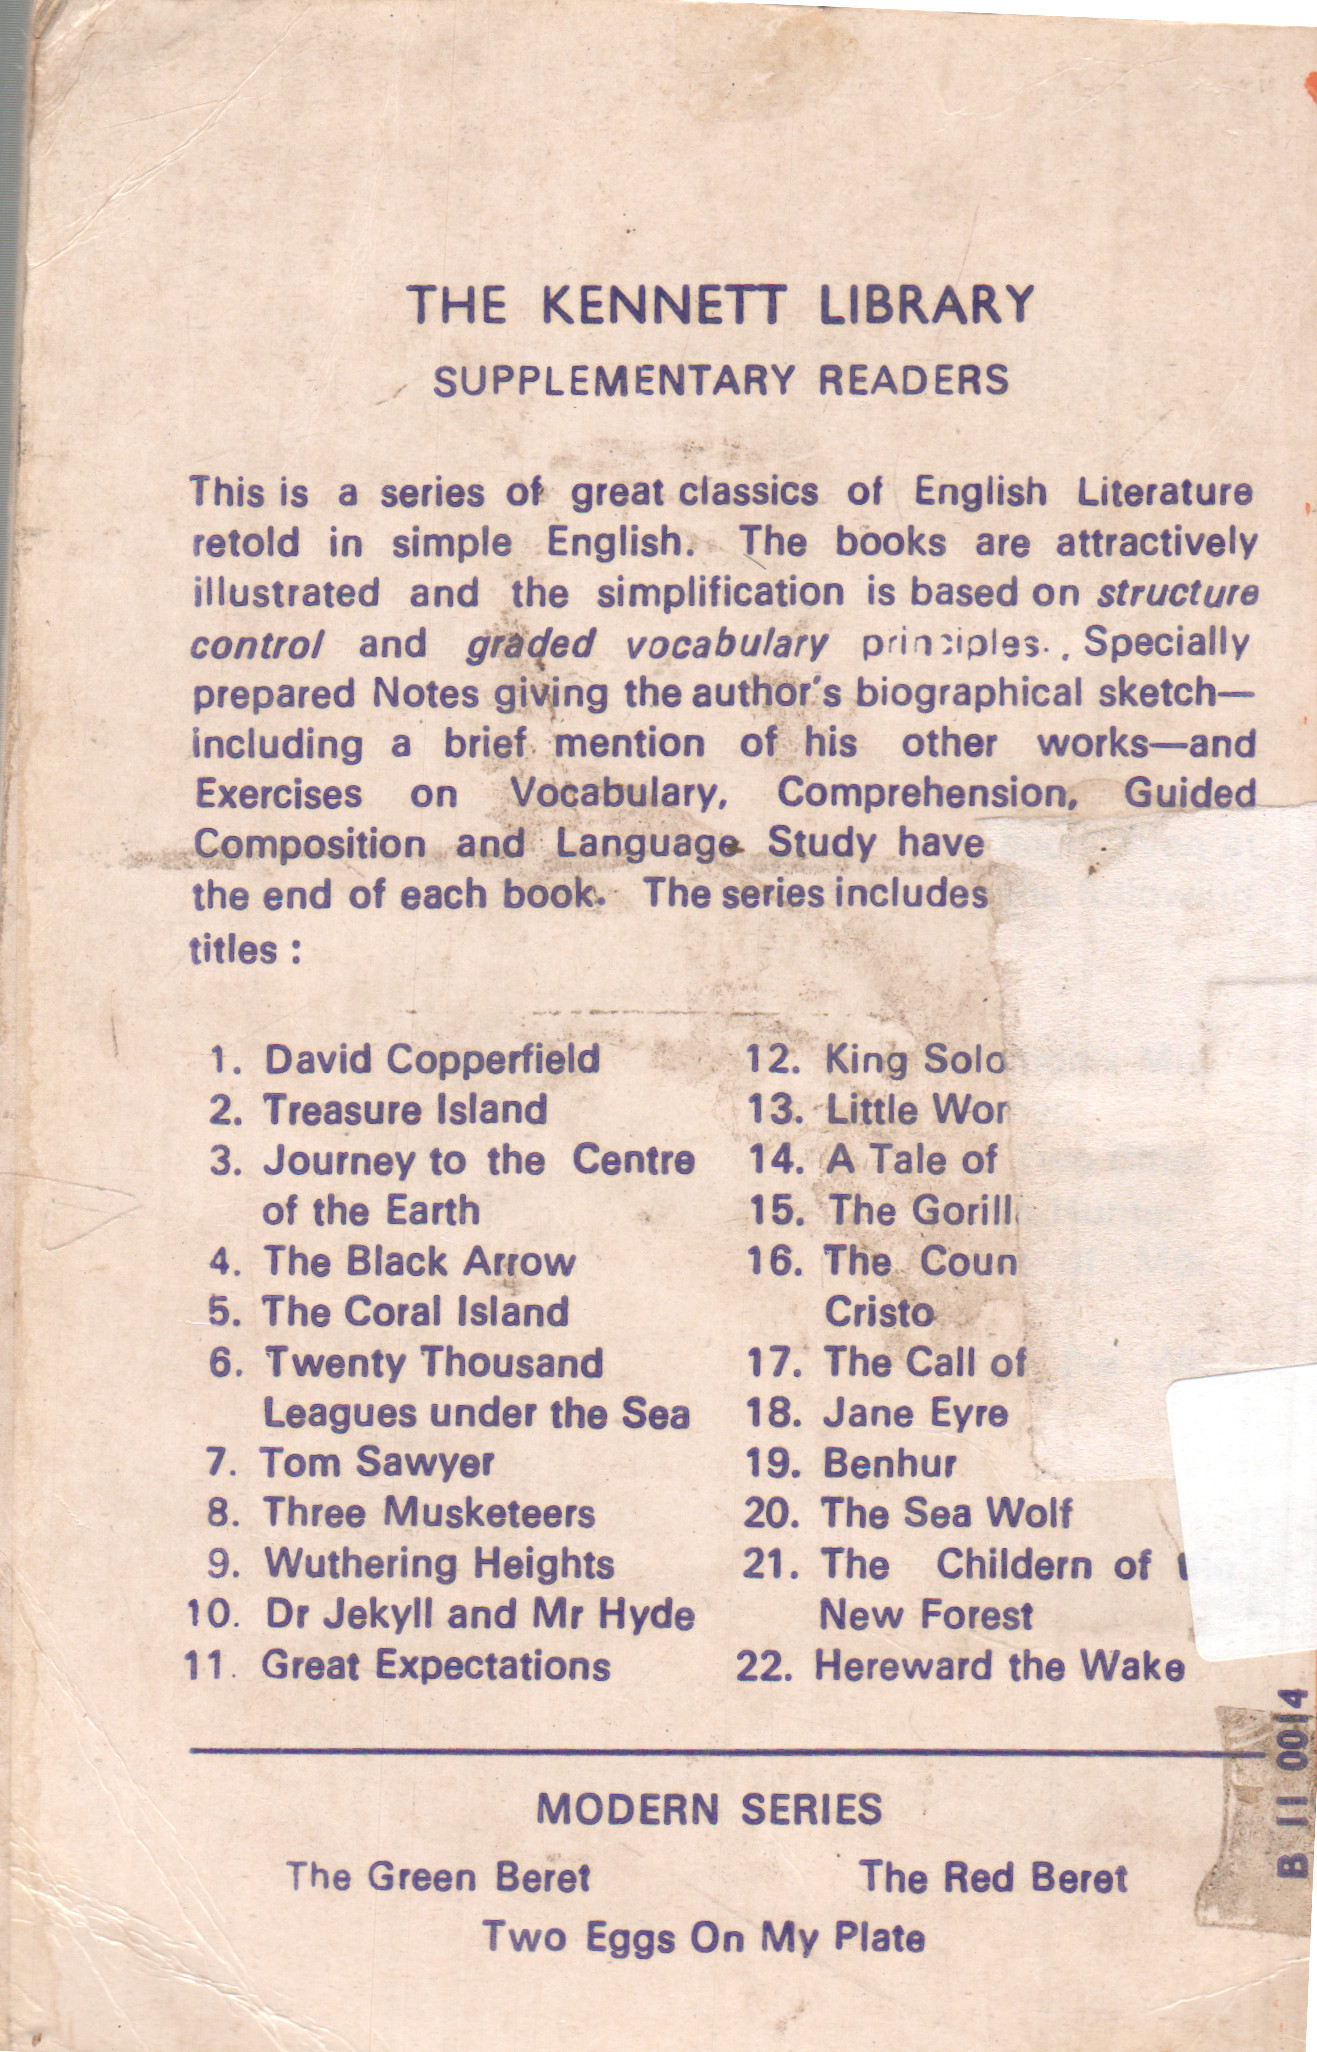 THE KENNETT LIBRARY
SUPPLEMENTARY READERS
This is a series of great classics of English Literature
retold in simple English. The books are attractively
illustrated and the simplification is based on structure
control and graded vocabulary principles. Specially
prepared Notes giving the author's biographical sketch—
including a brief mention of his other works—and
Exercises on Vocabulary, Comprehension, Guided
Composition and Language Study have
the end of each book. The series includes
titles :
1. David Copperfield
2. Treasure Island
3. Journey to the Centre
of the Earth
4. The Black Arrow
5. The Coral Island
6. Twenty Thousand
Leagues under the Sea
7. Tom Sawyer
8. Three Musketeers
9. Wuthering Heights
10. Dr Jekyll and Mr Hyde
11. Great Expectations
12. King Solo
13. Little Wor
14. A Tale of
15. The Gorill
16. The Coun
Cristo
17. The Call of
18. Jane Eyre
19. Benhur
20. The Sea Wolf
21. The Childern of t
New Forest
22. Hereward the Wake
MODERN SERIES
The Green Beret The Red Beret
Two Eggs On My Plate
B II 0014